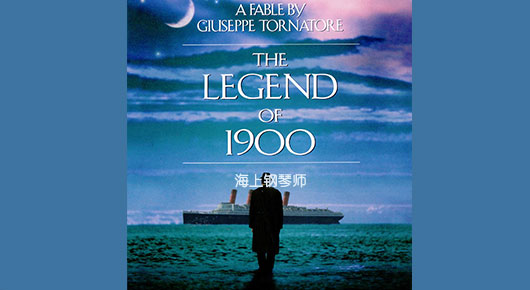 A FABLE BY
GIUSEPPE TORNATORE
THE
LEGEND
OF
1900
海上钢琴师